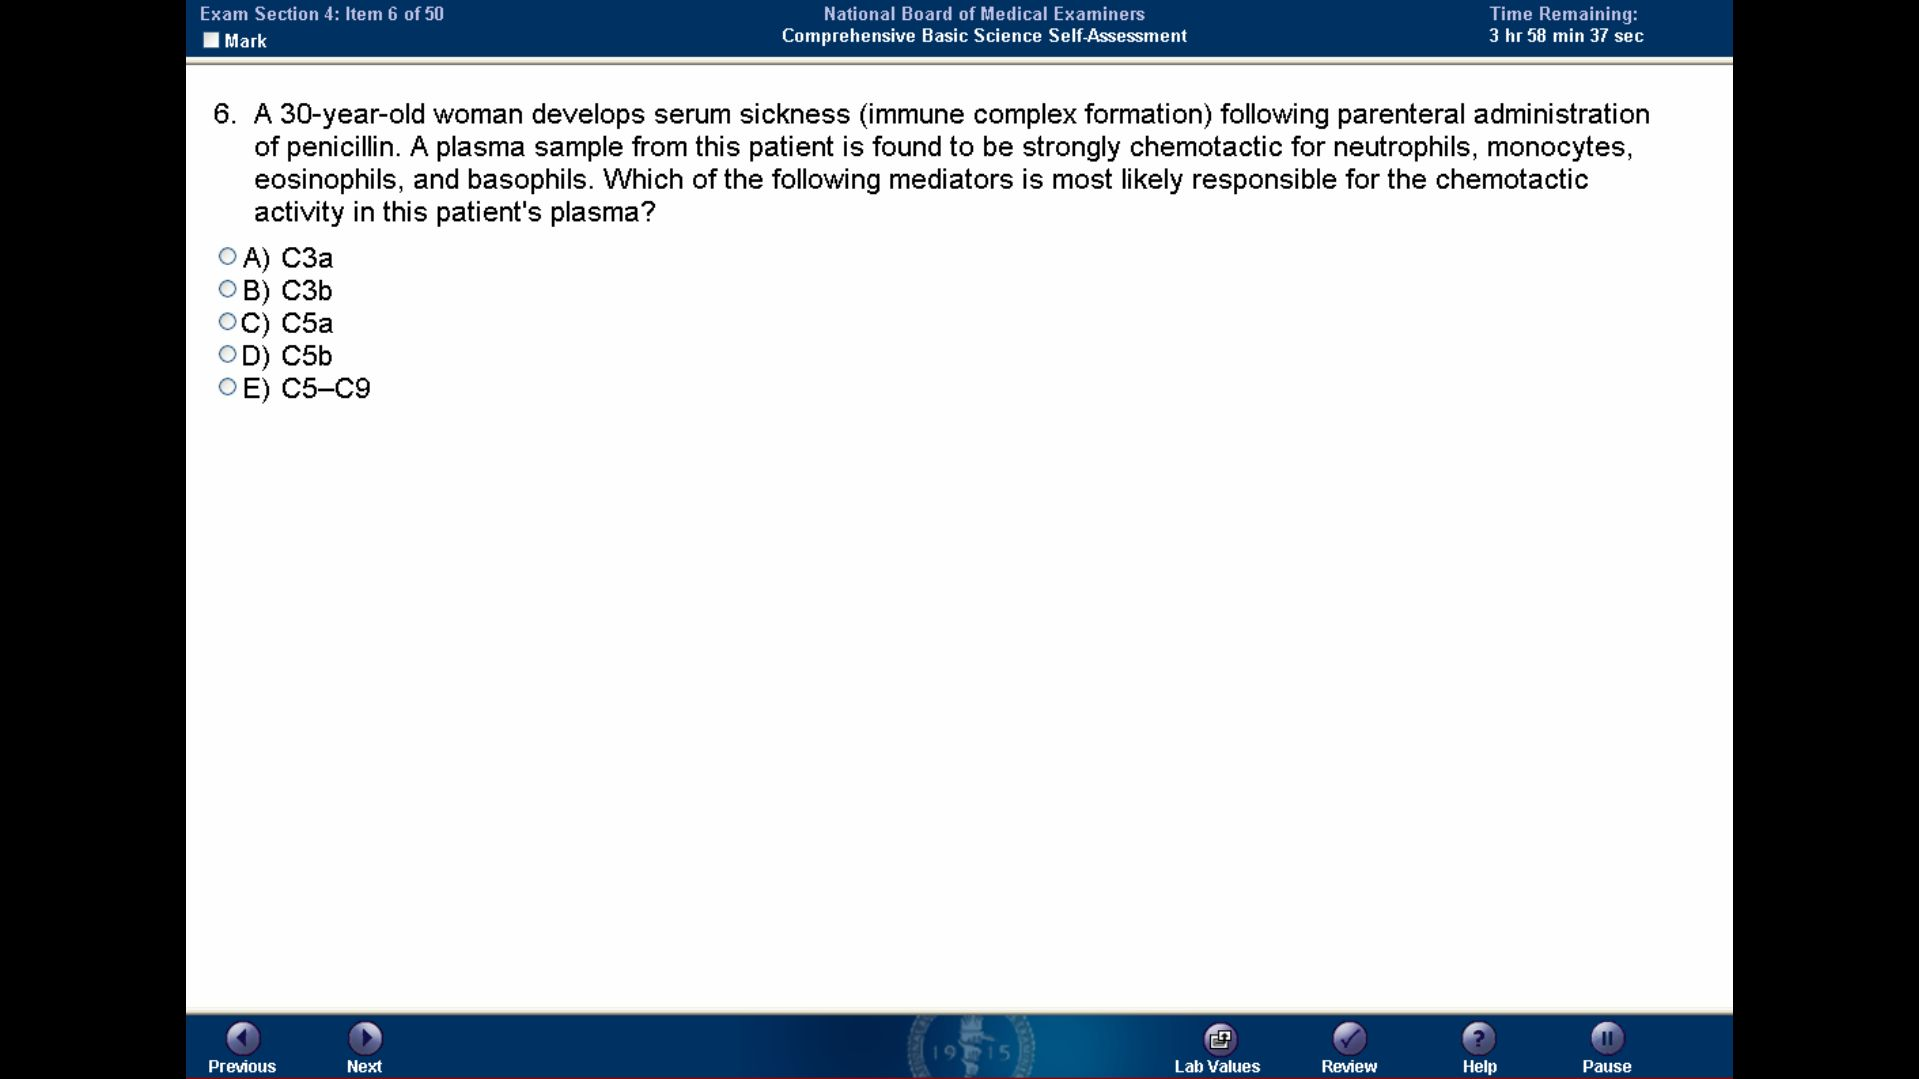 Exam Section 4: Item 6 of 50
National Board of Medical Examiners
Time Remaining:
Mark
Comprehensive Basic Science Self-Assessment
3 hr 58 min 37 sec
6. A 30-year-old woman develops serum sickness (immune complex formation) following parenteral administration
of penicillin. A plasma sample from this patient is found to be strongly chemotactic for neutrophils, monocytes,
eosinophils, and basophils. Which of the following mediators is most likely responsible for the chemotactic
activity in this patient's plasma?
A) C3a
B) C3b
C) C5a
D) C5b
E) C5–C9
19 15
Previous
Next
Lab Values
Review
Help
Pause